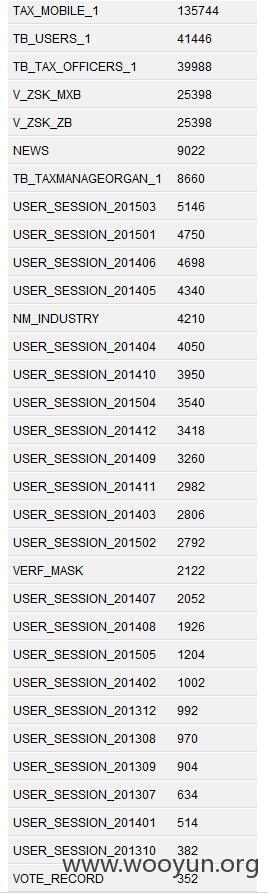 TAX_MOBILE_1 135744
TB_USERS_1 41446
TB_TAX_OFFICERS_1 39988
V_ZSK_MXB 25398
V_ZSK_ZB 25398
NEWS 9022
TB_TAXMANAGEORGAN_1 8660
USER_SESSION_201503 5146
USER_SESSION_201501 4750
USER_SESSION_201406 4698
USER_SESSION_201405 4340
NM_INDUSTRY 4210
USER_SESSION_201404 4050
USER_SESSION_201410 3950
USER_SESSION_201504 3540
USER_SESSION_201412 3418
USER_SESSION_201409 3260
USER_SESSION_201411 2982
USER_SESSION_201403 2806
USER_SESSION_201502 2792
VERF_MASK 2122
USER_SESSION_201407 2052
USER_SESSION_201408 1926
USER_SESSION_201505 1204
USER_SESSION_201402 1002
USER_SESSION_201312 992
USER_SESSION_201308 970
USER_SESSION_201309 904
USER_SESSION_201307 634
USER_SESSION_201401 514
USER_SESSION_201310 382
www.wooyun.org
VOTE_RECORD 352